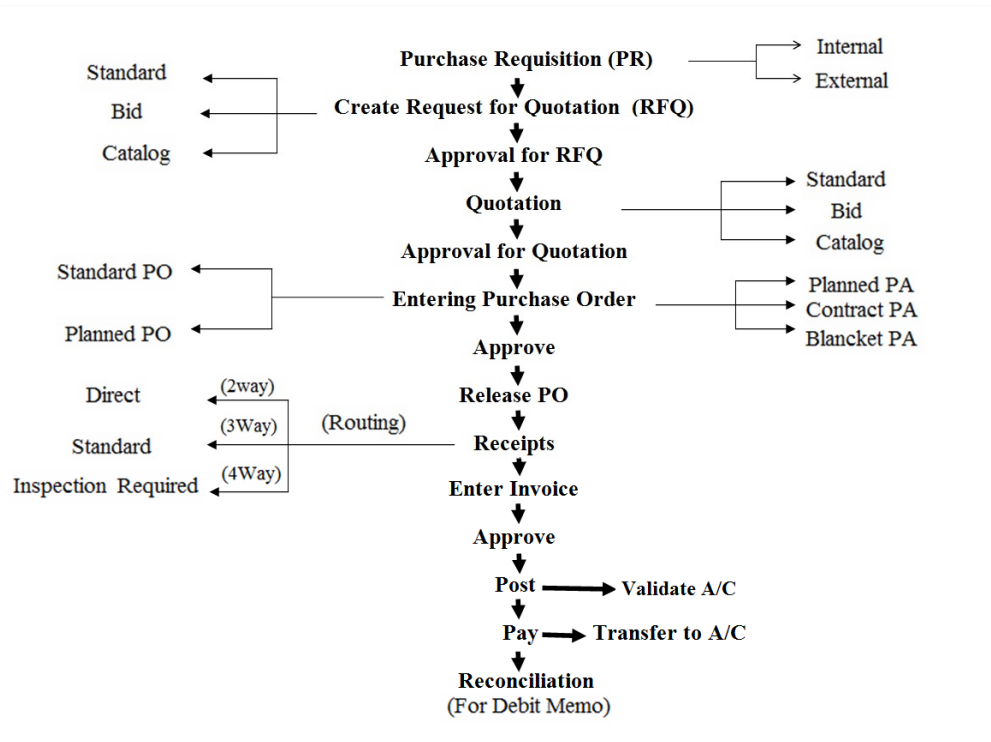 Purchase Requisition (PR)
Internal
External
Standard
Bid
Catalog
Create Request for Quotation (RFQ)
Approval for RFQ
Quotation
Standard
Bid
Catalog
Approval for Quotation
Standard PO
Planned PO
Entering Purchase Order
Planned PA
Contract PA
Blancket PA
Approve
Release PO
Direct
(2way)
Standard
(3Way)
Inspection Required
(4Way)
(Routing)
Receipts
Enter Invoice
Approve
Post
Validate A/C
Pay
Transfer to A/C
Reconciliation
(For Debit Memo)